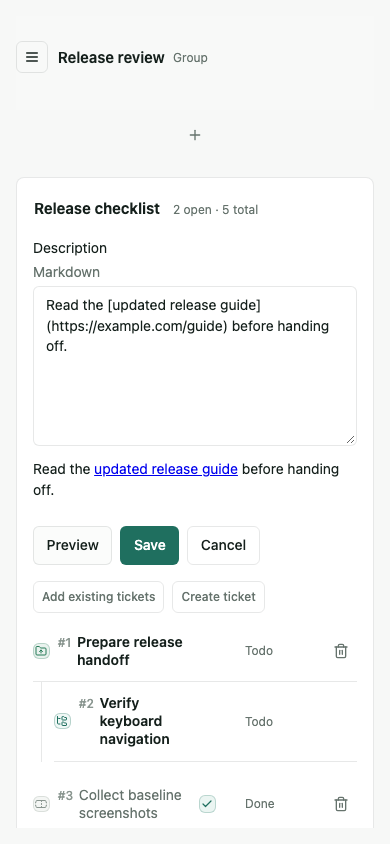 Release review Group
Release checklist 2 open · 5 total
Description
Markdown
Read the [updated release guide]
(https://example.com/guide) before handing
off.
Read the updated release guide before handing
off.
Preview Save Cancel
Add existing tickets Create ticket
#1 Prepare release
handoff
Todo
#2 Verify
keyboard
navigation
Todo
#3 Collect baseline
screenshots
Done